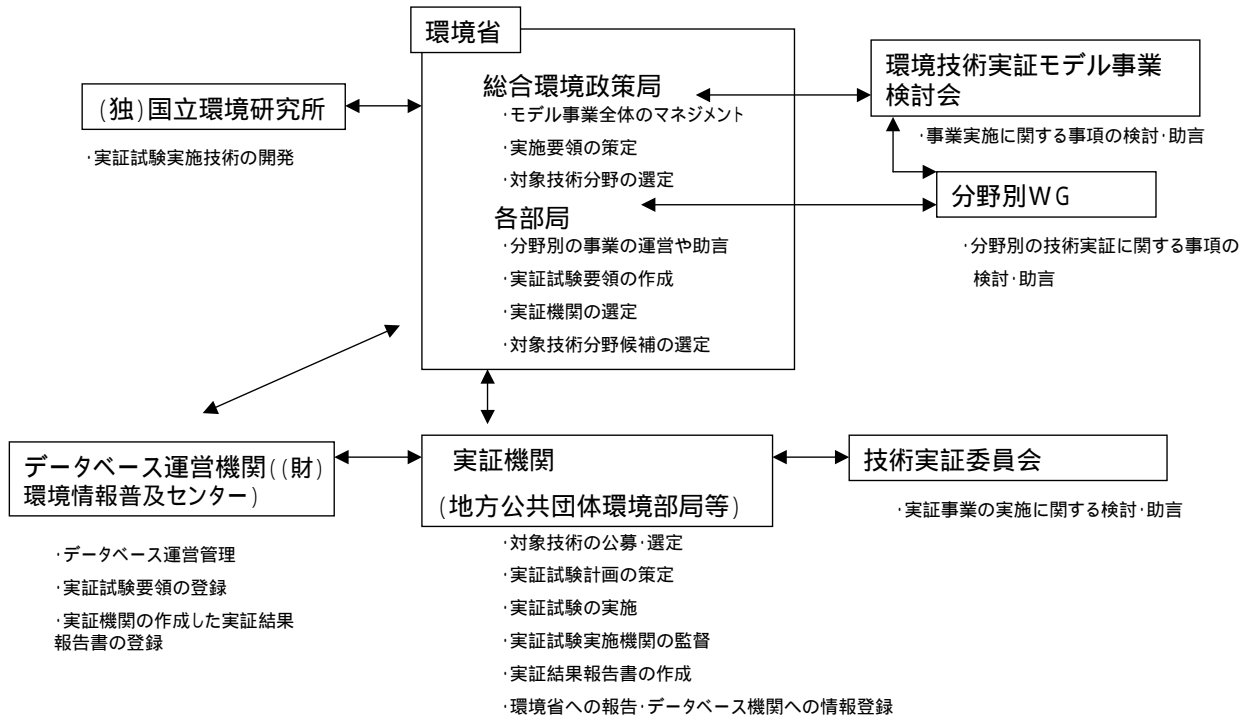 環境省
総合環境政策局
·モデル事業全体のマネジメント
·実施要領の策定
·対象技術分野の選定
各部局
·分野別の事業の運営や助言
·実証試験要領の作成
·実証機関の選定
·対象技術分野候補の選定
(独)国立環境研究所
·実証試験実施技術の開発
環境技術実証モデル事業
検討会
·事業実施に関する事項の検討·助言
分野別WG
·分野別の技術実証に関する事項の
検討·助言
データベース運営機関((財)
環境情報普及センター)
·データベース運営管理
·実証試験要領の登録
·実証機関の作成した実証結果
報告書の登録
実証機関
(地方公共団体環境部局等)
·対象技術の公募·選定
·実証試験計画の策定
·実証試験の実施
·実証試験実施機関の監督
·実証結果報告書の作成
·環境省への報告·データベース機関への情報登録
技術実証委員会
·実証事業の実施に関する検討·助言